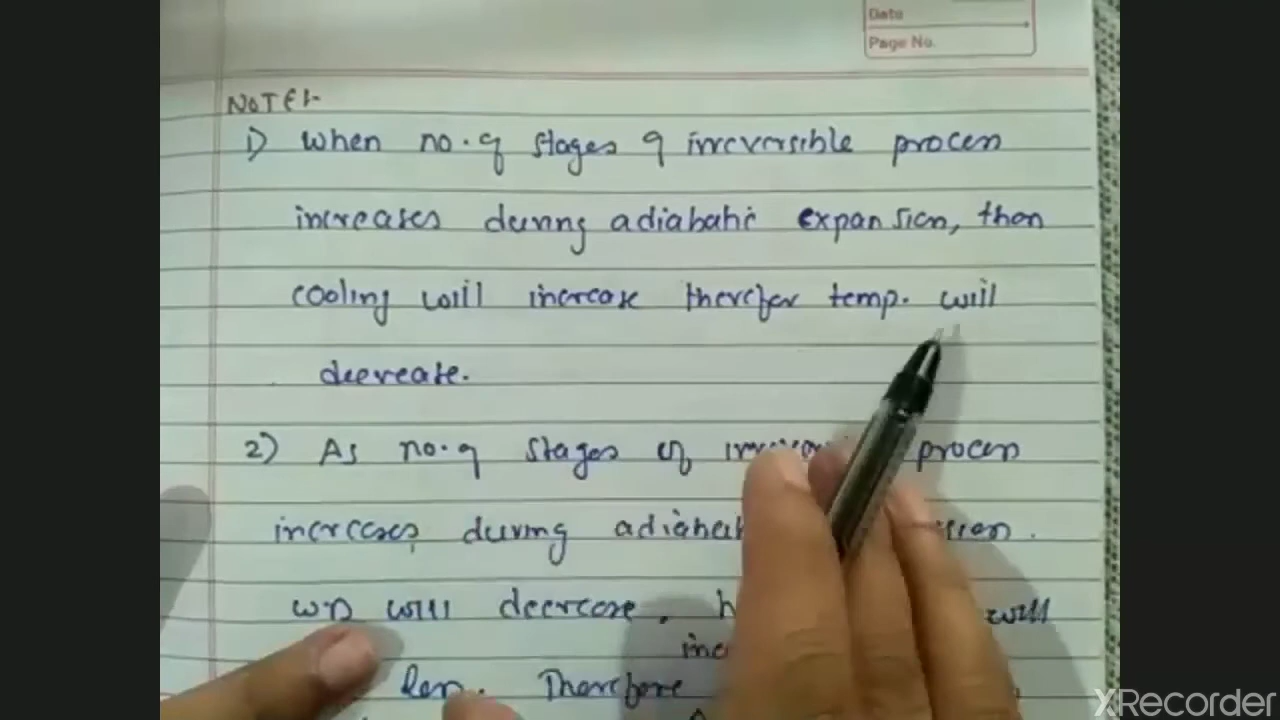 Date
Page No.
NOTE:-
1) When no. of stages of irreversible process
increases during adiabatic expansion, then
cooling will increase therefor temp. will
decreate.
2) As no. of stages of process
increases, during
W.D will decrease. will
inc
len. Therefore
XRecorder